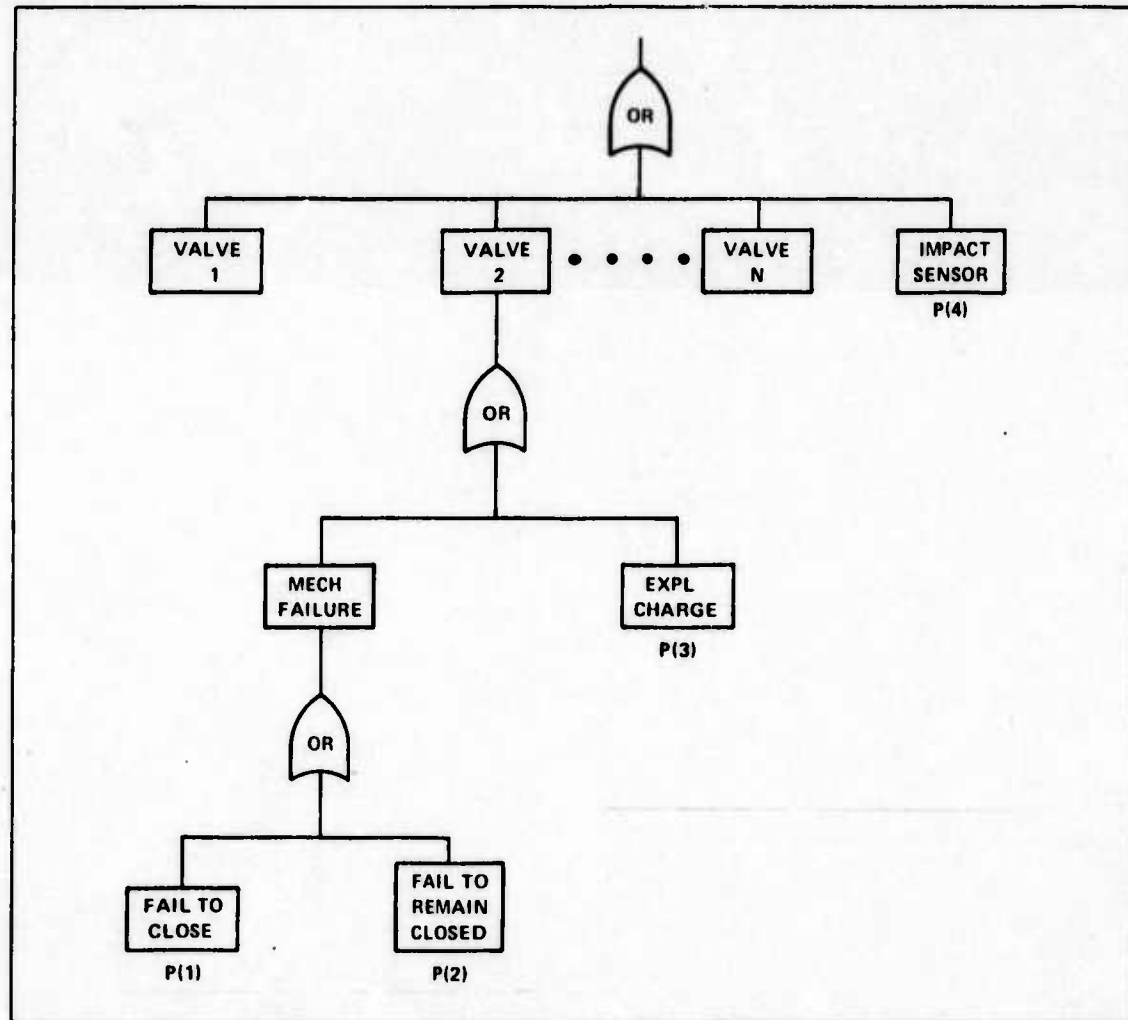 OR
VALVE
1
VALVE
2
VALVE
N
IMPACT
SENSOR
P(4)
OR
MECH
FAILURE
EXPL
CHARGE
P(3)
OR
FAIL TO
CLOSE
P(1)
FAIL TO
REMAIN
CLOSED
P(2)